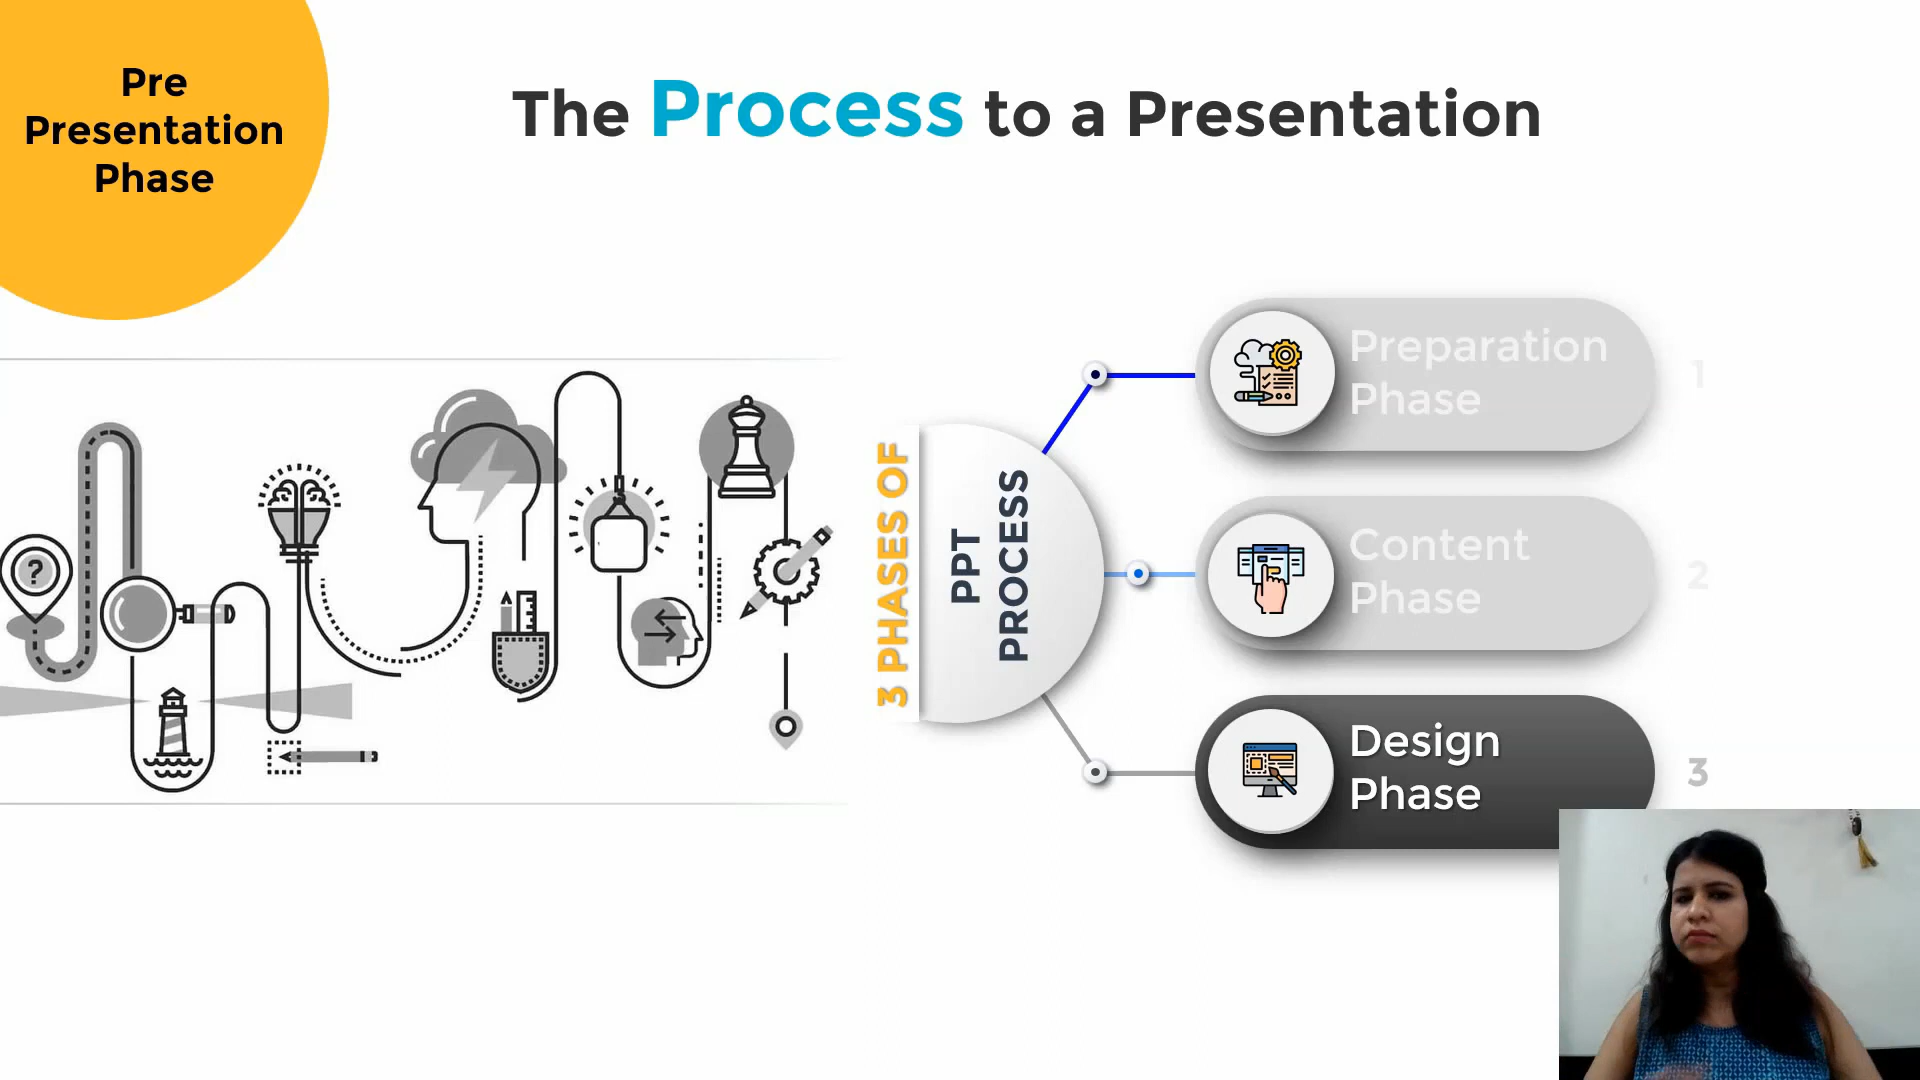 Pre
Presentation
Phase
The Process to a Presentation
?
3 PHASES OF
PPT
PROCESS
Preparation
Phase
1
Content
Phase
2
Design
Phase
3